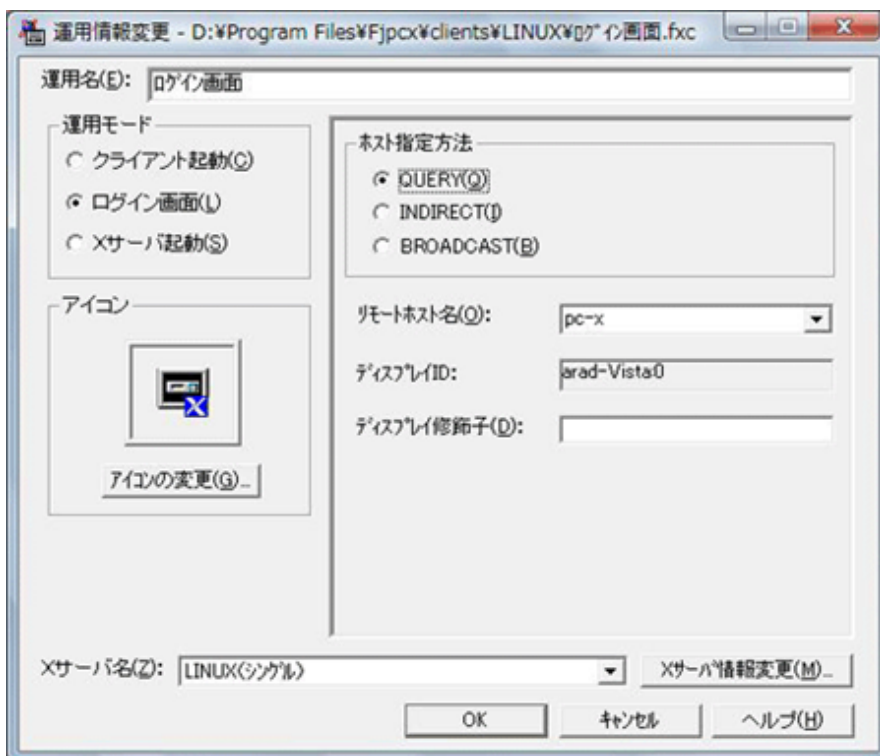 運用情報変更 - D:¥Program Files¥Fjpcx¥clients¥LINUX¥ﾛｸﾞｲﾝ画面.fxc
運用名(E): ﾛｸﾞｲﾝ画面
運用モード
クライアント起動(C)
ログイン画面(L)
Xサーバ起動(S)
アイコン
ｱｲｺﾝの変更(G)...
ﾎｽﾄ指定方法
QUERY(Q)
INDIRECT(I)
BROADCAST(B)
ﾘﾓｰﾄﾎｽﾄ名(O): pc-x
ﾃﾞｨｽﾌﾟﾚｲID: arad-Vista:0
ﾃﾞｨｽﾌﾟﾚｲ修飾子(D):
Xサーバ名(Z): LINUX(ｼﾝｸﾞﾙ)
Xｻｰﾊﾞ情報変更(M)...
OK
ｷｬﾝｾﾙ
ヘルプ(H)